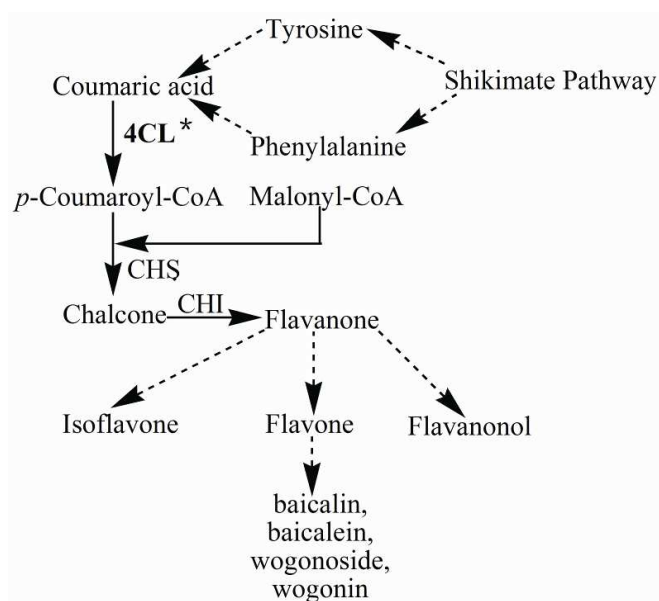 Tyrosine
Shikimate Pathway
Coumaric acid
4CL*
Phenylalanine
p-Coumaroyl-CoA
Malonyl-CoA
CHS
Chalcone
CHI
Flavanone
Isoflavone
Flavone
Flavanonol
baicalin,
baicalein,
wogonoside,
wogonin